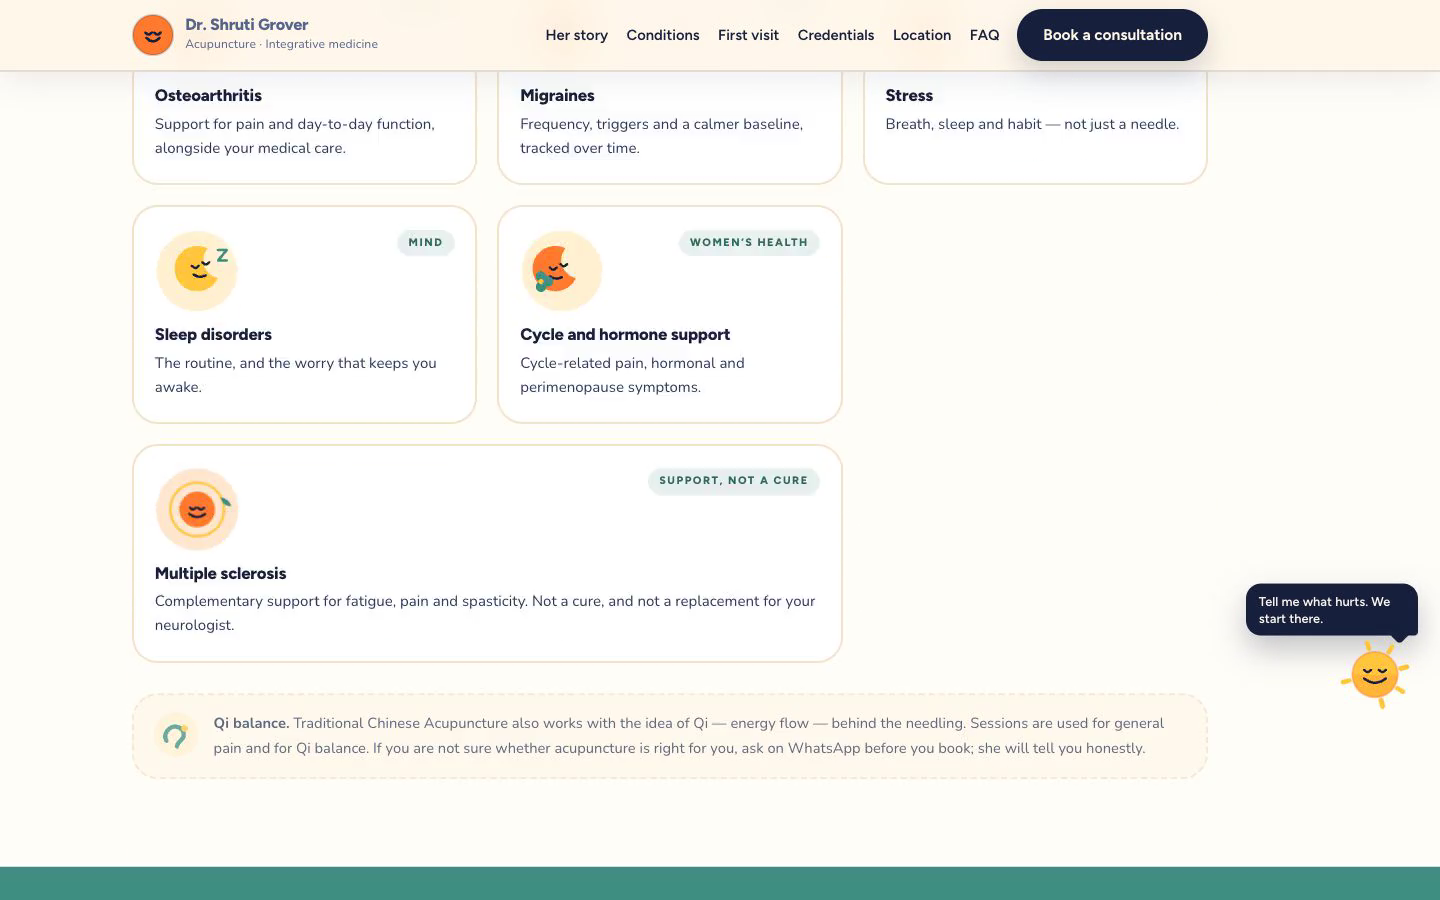 Dr. Shruti Grover
Acupuncture · Integrative medicine
Her story
Conditions
First visit
Credentials
Location
FAQ
Book a consultation
Osteoarthritis
Support for pain and day-to-day function,
alongside your medical care.
Migraines
Frequency, triggers and a calmer baseline,
tracked over time.
Stress
Breath, sleep and habit — not just a needle.
MIND
Z
Sleep disorders
The routine, and the worry that keeps you
awake.
WOMEN'S HEALTH
Cycle and hormone support
Cycle-related pain, hormonal and
perimenopause symptoms.
SUPPORT, NOT A CURE
Multiple sclerosis
Complementary support for fatigue, pain and spasticity. Not a cure, and not a replacement for your
neurologist.
Tell me what hurts. We
start there.
Qi balance. Traditional Chinese Acupuncture also works with the idea of Qi — energy flow — behind the needling. Sessions are used for general
pain and for Qi balance. If you are not sure whether acupuncture is right for you, ask on WhatsApp before you book; she will tell you honestly.